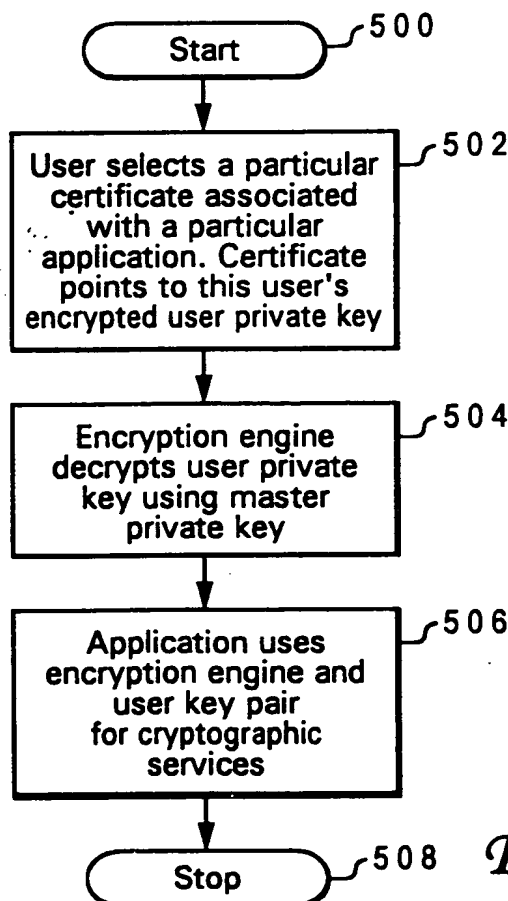 Start
500
User selects a particular
certificate associated
with a particular
application. Certificate
points to this user's
encrypted user private key
502
Encryption engine
decrypts user private
key using master
private key
504
Application uses
encryption engine and
user key pair
for cryptographic
services
506
Stop
508